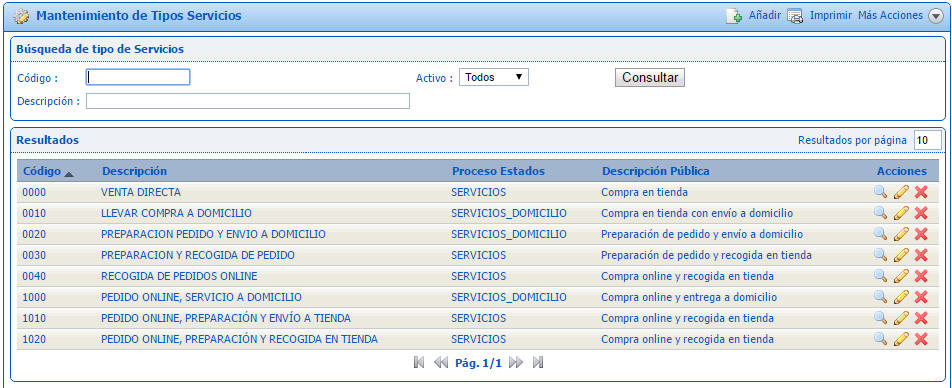 Mantenimiento de Tipos Servicios Añadir Imprimir Más Acciones
Búsqueda de tipo de Servicios
Código : Activo : Todos Consultar
Descripción :
Resultados Resultados por página 10
Código Descripción Proceso Estados Descripción Pública Acciones
0000 VENTA DIRECTA SERVICIOS Compra en tienda
0010 LLEVAR COMPRA A DOMICILIO SERVICIOS_DOMICILIO Compra en tienda con envío a domicilio
0020 PREPARACION PEDIDO Y ENVIO A DOMICILIO SERVICIOS_DOMICILIO Preparación de pedido y envío a domicilio
0030 PREPARACION Y RECOGIDA DE PEDIDO SERVICIOS Preparación de pedido y recogida en tienda
0040 RECOGIDA DE PEDIDOS ONLINE SERVICIOS Compra online y recogida en tienda
1000 PEDIDO ONLINE, SERVICIO A DOMICILIO SERVICIOS_DOMICILIO Compra online y entrega a domicilio
1010 PEDIDO ONLINE, PREPARACIÓN Y ENVÍO A TIENDA SERVICIOS Compra online y recogida en tienda
1020 PEDIDO ONLINE, PREPARACIÓN Y RECOGIDA EN TIENDA SERVICIOS Compra online y recogida en tienda
Pág. 1/1